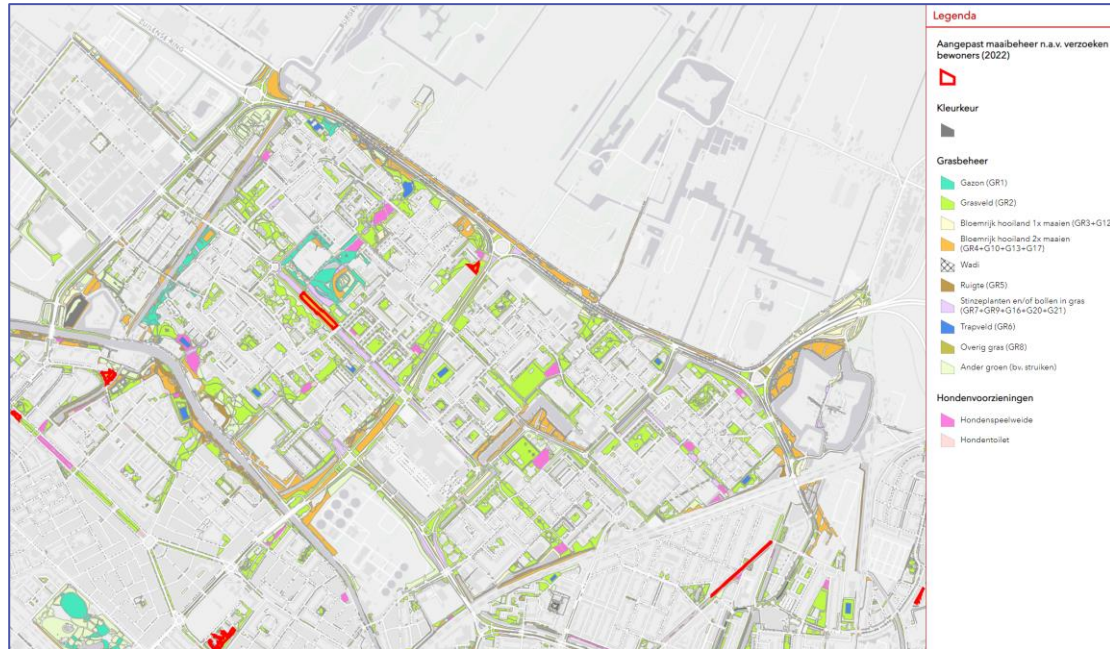 ZUILENSE RING
Legenda
Aangepast maaibeheer n.a.v. verzoeken
bewoners (2022)
Kleurkeur
Grasbeheer
Gazon (GR1)
Grasveld (GR2)
Bloemrijk hooiland 1x maaien (GR3+G12
Bloemrijk hooiland 2x maaien
(GR4+G10+G13+G17)
Wadi
Ruigte (GR5)
Stinzeplanten en/of bollen in gras
(GR7+GR9+G16+G20+G21)
Trapveld (GR6)
Overig gras (GR8)
Ander groen (bv. struiken)
Hondenvoorzieningen
Hondenspeelweide
Hondentoilet